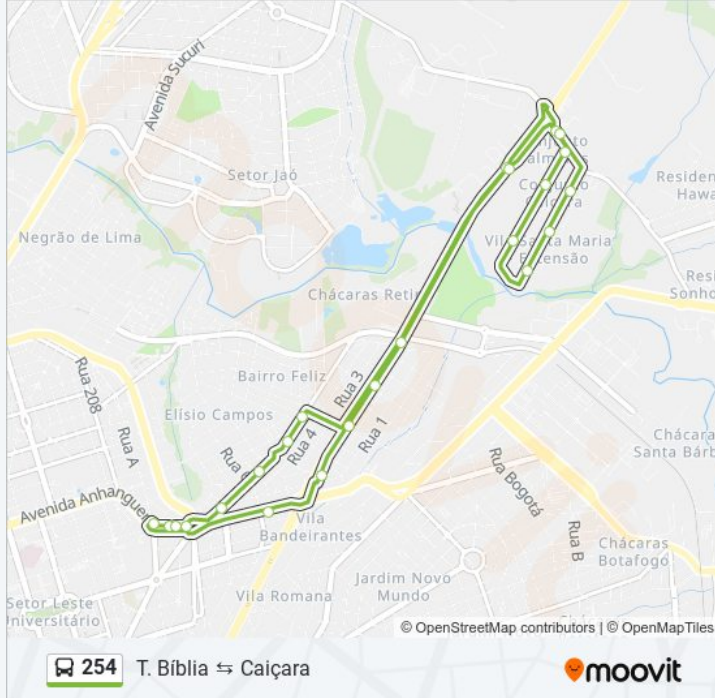 Avenida Sucuri
Setor Jaó
Negrão de Lima
Residen
Hawa
Vila Santa Maria
Extensão
Resi
Sonho
Chácaras Retir
Rua 208
Bairro Feliz
Rua 3
Elísio Campos
Rua A
Rua 4
Rua 1
Chácara
Santa Bárb
Avenida Anhangue
Rua Bogotá
Vila
Bandeirantes
Rua B
Chácaras
Botafogo
Jardim Novo
Mundo
Setor Leste
Universitário
Vila Romana
© OpenStreetMap contributors | © OpenMapTiles
254 T. Bíblia ⇆ Caiçara
moovit